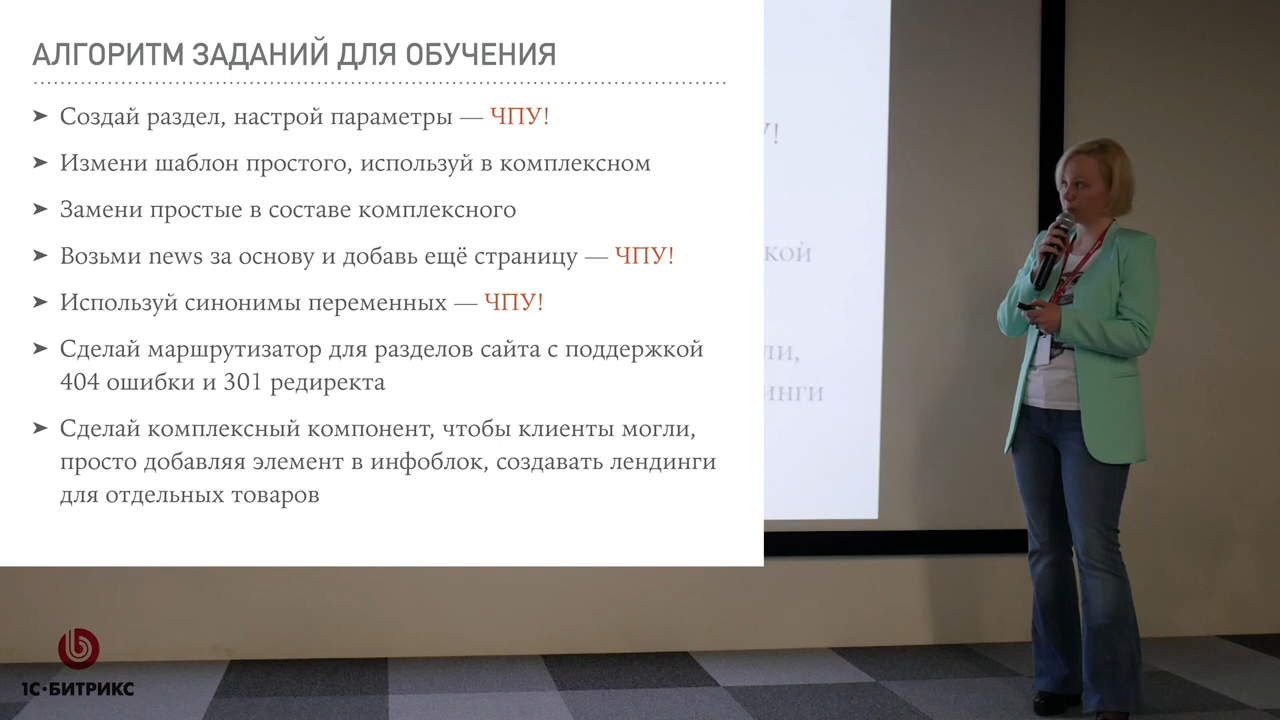 АЛГОРИТМ ЗАДАНИЙ ДЛЯ ОБУЧЕНИЯ
➤ Создай раздел, настрой параметры — ЧПУ!
➤ Измени шаблон простого, используй в комплексном
➤ Замени простые в составе комплексного
➤ Возьми news за основу и добавь ещё страницу — ЧПУ!
➤ Используй синонимы переменных — ЧПУ!
➤ Сделай маршрутизатор для разделов сайта с поддержкой
404 ошибки и 301 редиректа
➤ Сделай комплексный компонент, чтобы клиенты могли,
просто добавляя элемент в инфоблок, создавать лендинги
для отдельных товаров
У!
кой
ли,
инги
1С·БИТРИКС